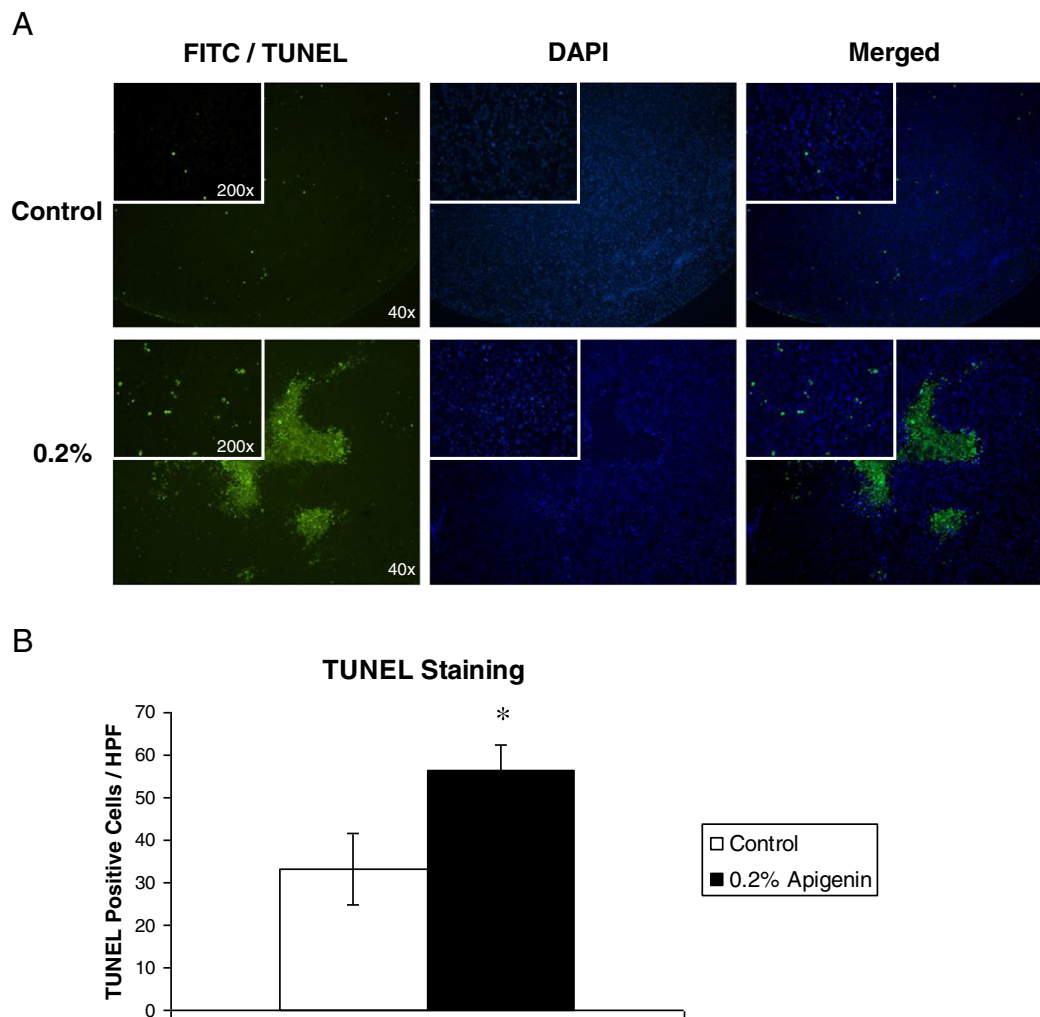 A
FITC / TUNEL
DAPI
Merged
Control
200x
40x
0.2%
200x
40x
B
TUNEL Staining
TUNEL Positive Cells / HPF
70
60
50
40
30
20
10
0
*
Control
0.2% Apigenin